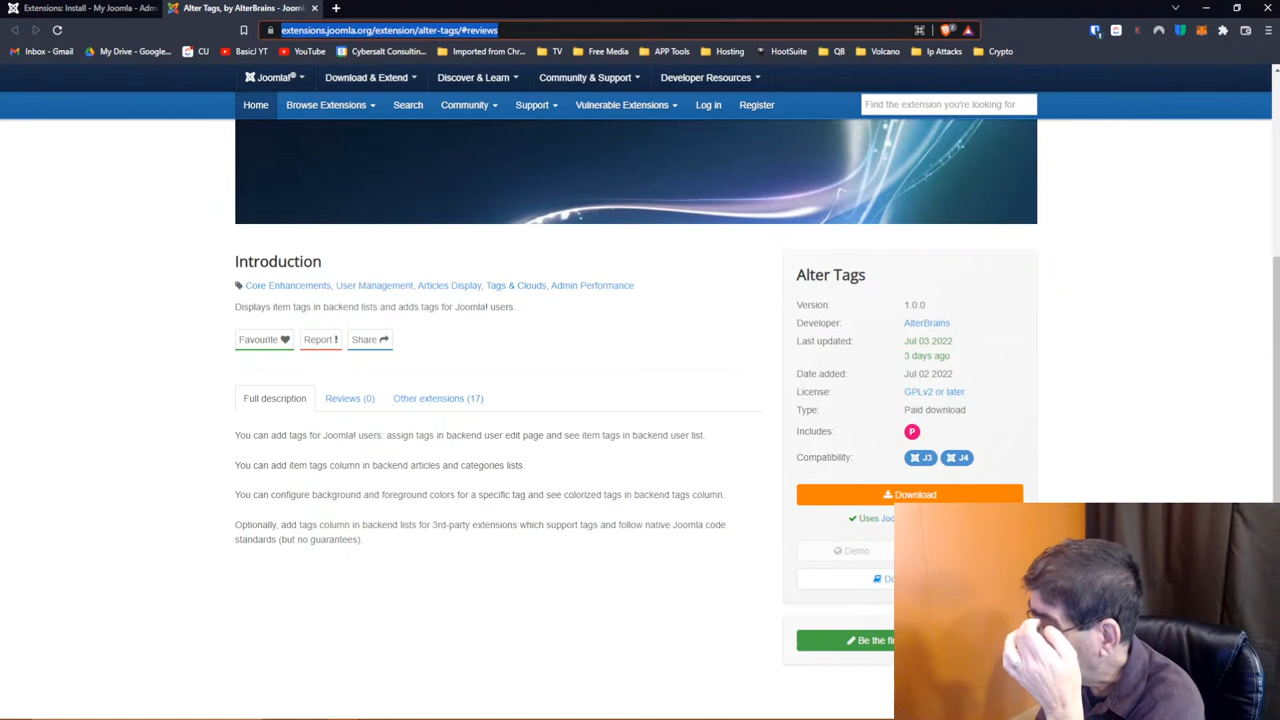 Extensions: Install - My Joomla - Adm
Alter Tags, by AlterBrains - Joomla
extensions.joomla.org/extension/alter-tags/#reviews
Inbox - Gmail
My Drive - Google...
CU
BasicJ YT
YouTube
Cybersalt Consulting...
Imported from Chr...
TV
Free Media
APP Tools
Hosting
HootSuite
QB
Volcano
Ip Attacks
Crypto
Joomla!®
Download & Extend
Discover & Learn
Community & Support
Developer Resources
Home
Browse Extensions
Search
Community
Support
Vulnerable Extensions
Log in
Register
Find the extension you're looking for
Introduction
Core Enhancements, User Management, Articles Display, Tags & Clouds, Admin Performance
Displays item tags in backend lists and adds tags for Joomla! users.
Favourite
Report
Share
Full description
Reviews (0)
Other extensions (17)
You can add tags for Joomla! users: assign tags in backend user edit page and see item tags in backend user list.
You can add item tags column in backend articles and categories lists.
You can configure background and foreground colors for a specific tag and see colorized tags in backend tags column.
Optionally, add tags column in backend lists for 3rd-party extensions which support tags and follow native Joomla code
standards (but no guarantees).
Alter Tags
Version: 1.0.0
Developer: AlterBrains
Last updated: Jul 03 2022
3 days ago
Date added: Jul 02 2022
License: GPLv2 or later
Type: Paid download
Includes: P
Compatibility: J3 J4
Download
Uses Joo
Demo
Do
Be the fir